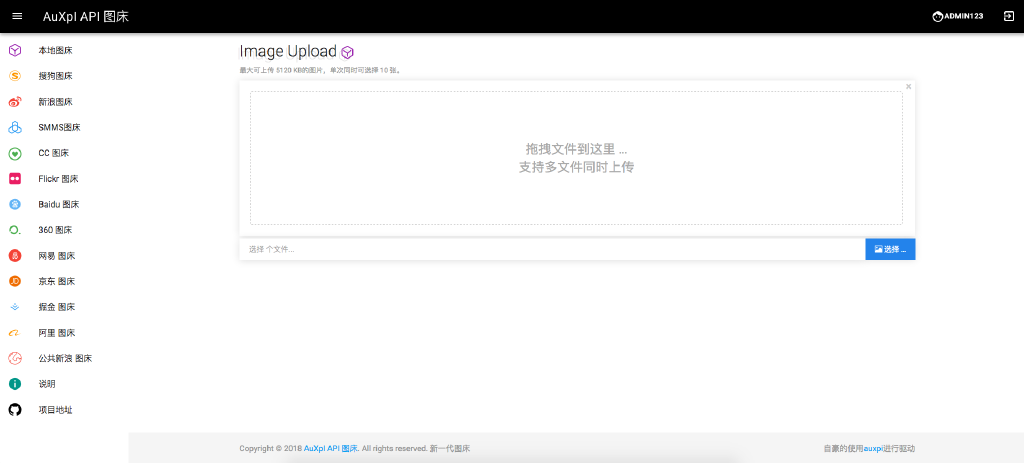 AuXpI API 图床
ADMIN123
本地图床
搜狗图床
新浪图床
SMMS图床
CC 图床
Flickr 图床
Baidu 图床
360 图床
网易 图床
京东 图床
掘金 图床
阿里 图床
公共新浪 图床
说明
项目地址
Image Upload
最大可上传 5120 KB的图片，单次同时可选择 10 张。
×
拖拽文件到这里 ...
支持多文件同时上传
选择 个文件...
选择 ...
Copyright © 2018 AuXpI API 图床. All rights reserved. 新一代图床
自豪的使用auxpi进行驱动